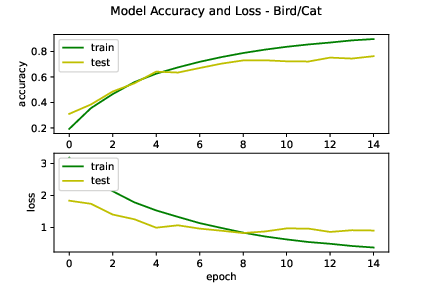 Model Accuracy and Loss - Bird/Cat
accuracy
0.8
0.6
0.4
0.2
train
test
0 2 4 6 8 10 12 14
loss
3
2
1
train
test
0 2 4 6 8 10 12 14
epoch